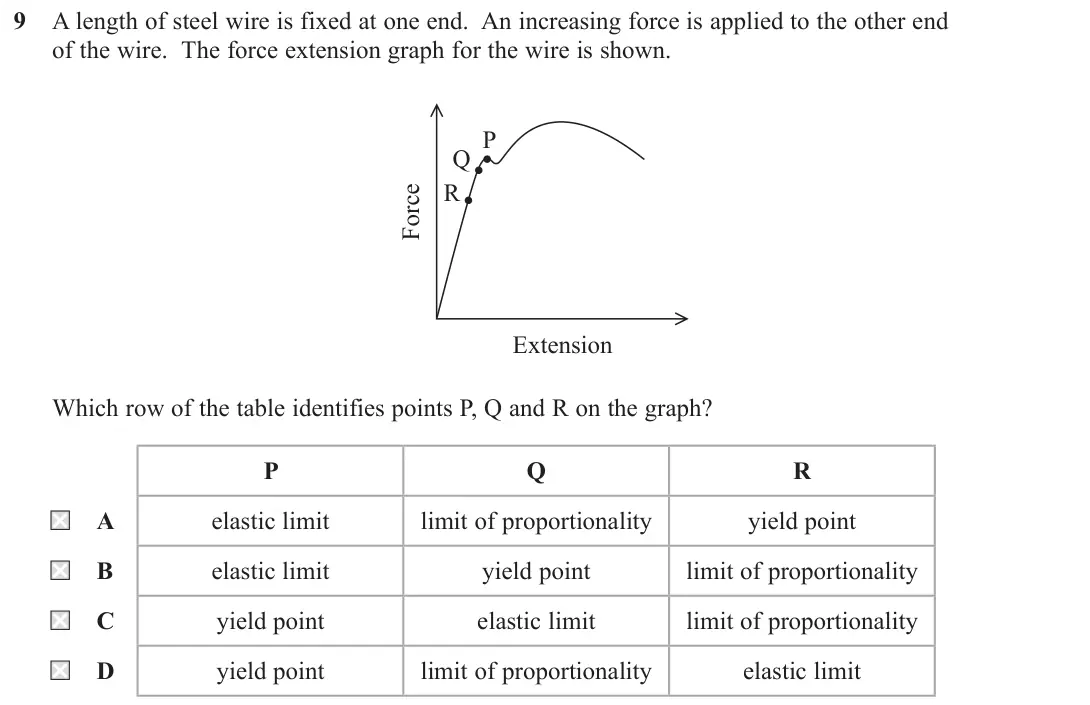 9 A length of steel wire is fixed at one end. An increasing force is applied to the other end
of the wire. The force extension graph for the wire is shown.
P
Q
R
Force
Extension
Which row of the table identifies points P, Q and R on the graph?
P Q R
A elastic limit limit of proportionality yield point
B elastic limit yield point limit of proportionality
C yield point elastic limit limit of proportionality
D yield point limit of proportionality elastic limit